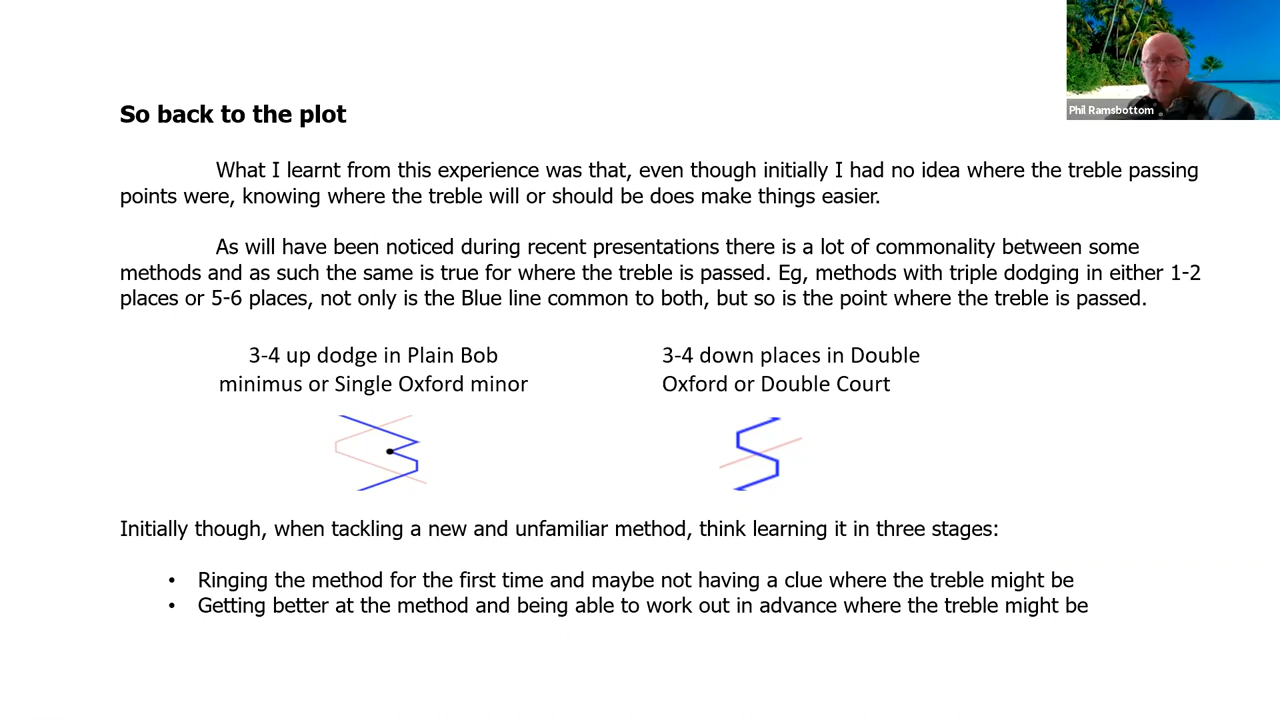 Phil Ramsbottom
So back to the plot
What I learnt from this experience was that, even though initially I had no idea where the treble passing
points were, knowing where the treble will or should be does make things easier.
As will have been noticed during recent presentations there is a lot of commonality between some
methods and as such the same is true for where the treble is passed. Eg, methods with triple dodging in either 1-2
places or 5-6 places, not only is the Blue line common to both, but so is the point where the treble is passed.
3-4 up dodge in Plain Bob
minimus or Single Oxford minor
3-4 down places in Double
Oxford or Double Court
Initially though, when tackling a new and unfamiliar method, think learning it in three stages:
• Ringing the method for the first time and maybe not having a clue where the treble might be
• Getting better at the method and being able to work out in advance where the treble might be